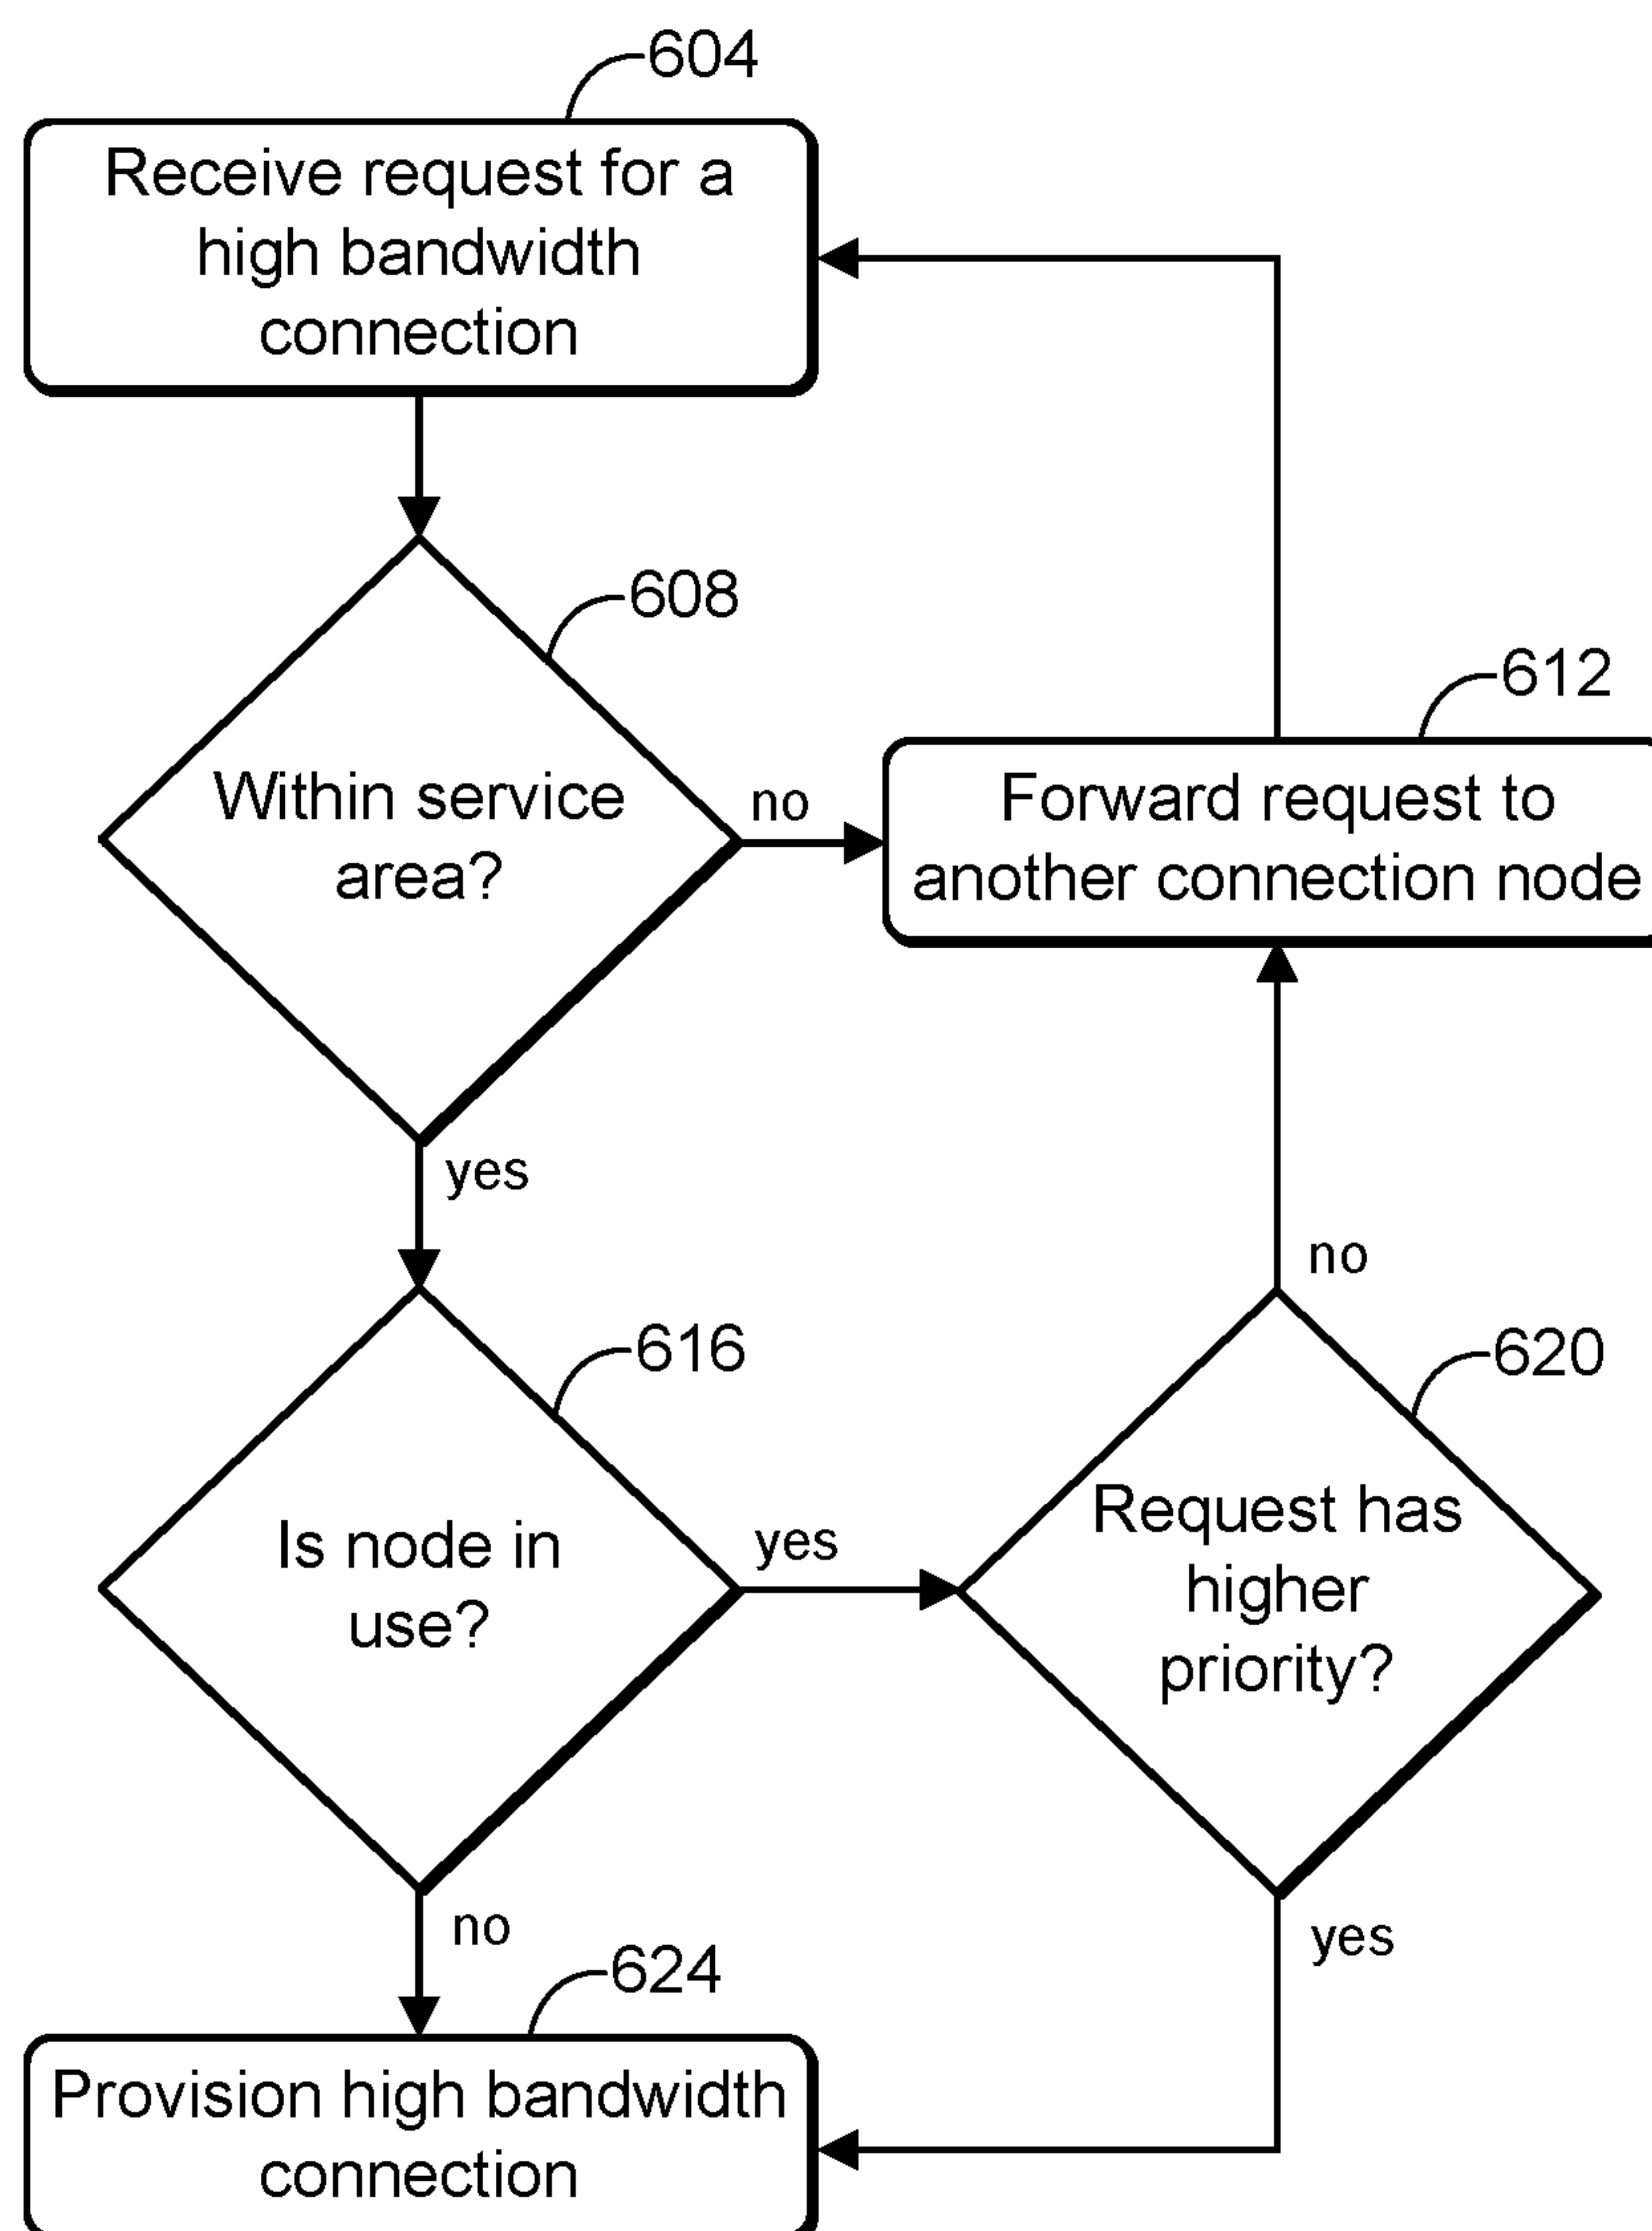 604
Receive request for a
high bandwidth
connection
608
Within service
area?
no
612
Forward request to
another connection node
yes
616
Is node in
use?
yes
no
620
Request has
higher
priority?
no
yes
624
Provision high bandwidth
connection